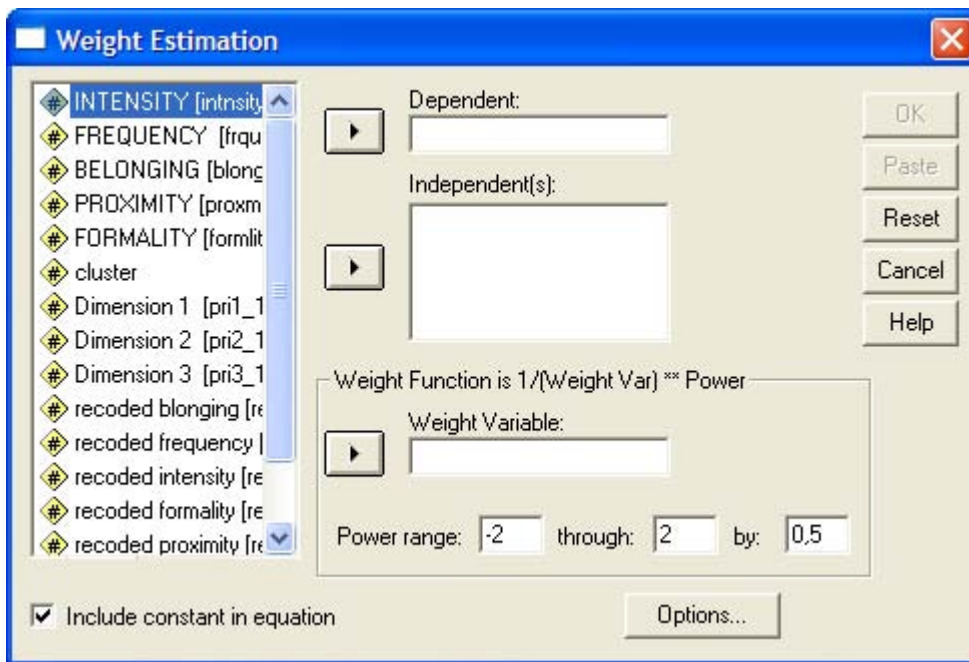 Weight Estimation
INTENSITY [intnsity
FREQUENCY [frqu
BELONGING [blong
PROXIMITY [proxm
FORMALITY [formlit
cluster
Dimension 1 [pri1_1
Dimension 2 [pri2_1
Dimension 3 [pri3_1
recoded blonging [re
recoded frequency [
recoded intensity [re
recoded formality [re
recoded proximity [re
Dependent:
Independent(s):
Weight Function is 1/(Weight Var) ** Power
Weight Variable:
Power range: -2 through: 2 by: 0,5
OK
Paste
Reset
Cancel
Help
Include constant in equation
Options...